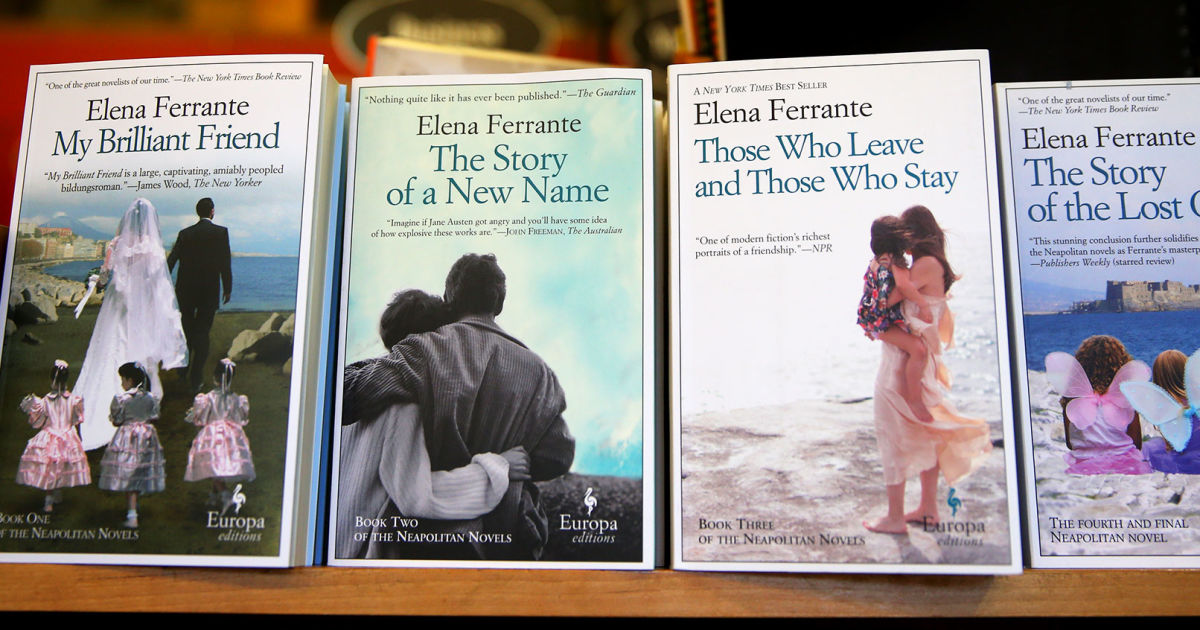 "One of the great novelists of our time."—The New York Times Book Review
Elena Ferrante
My Brilliant Friend
"My Brilliant Friend is a large, captivating, amiably peopled
bildungsroman."—James Wood, The New Yorker
Book One
of the Neapolitan Novels
Europa
editions
"Nothing quite like it has ever been published."—The Guardian
Elena Ferrante
The Story
of a New Name
"Imagine if Jane Austen got angry and you'll have some idea
of how explosive these works are."—John Freeman, The Australian
Book Two
of the Neapolitan Novels
Europa
editions
A New York Times Best Seller
Elena Ferrante
Those Who Leave
and Those Who Stay
"One of modern fiction's richest
portraits of a friendship."—NPR
Book Three
of the Neapolitan Novels
Europa
editions
"One of the great novelists of our time."
—The New York Times Book Review
Elena Ferrante
The Story
of the Lost
"This stunning conclusion further solidifies
the Neapolitan novels as Ferrante's
—Publishers Weekly (starred review)
The fourth and final
Neapolitan novel